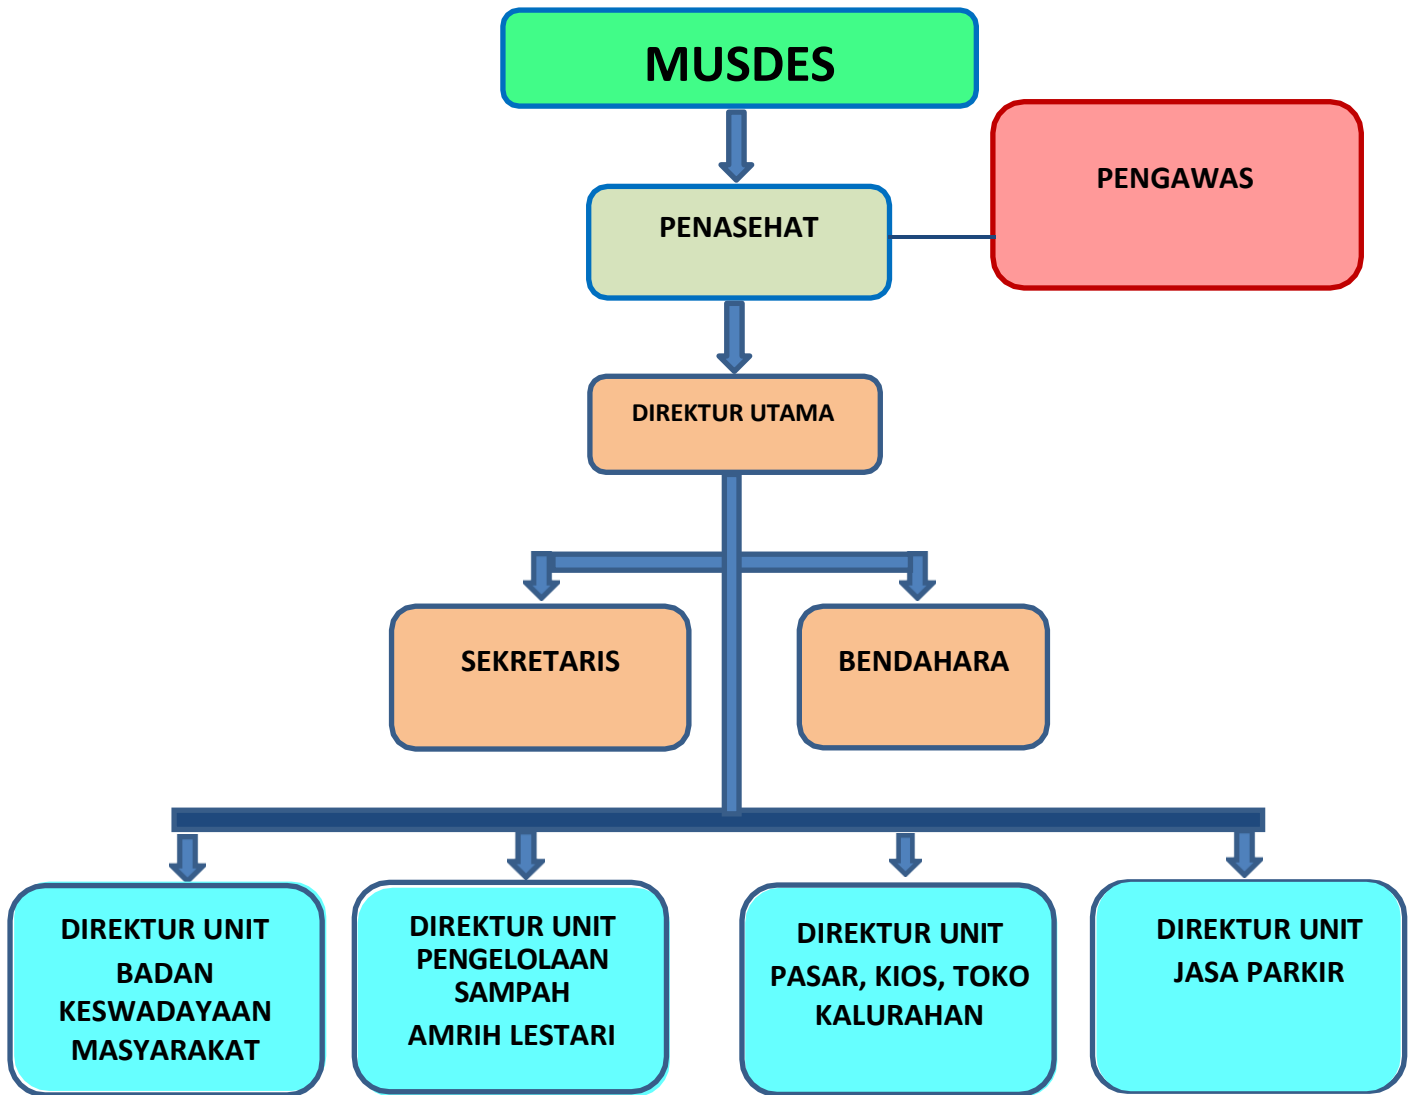 MUSDES
PENGAWAS
PENASEHAT
DIREKTUR UTAMA
SEKRETARIS
BENDAHARA
DIREKTUR UNIT
BADAN
KESWADAYAAN
MASYARAKAT
DIREKTUR UNIT
PENGELOLAAN
SAMPAH
AMRIH LESTARI
DIREKTUR UNIT
PASAR, KIOS, TOKO
KALURAHAN
DIREKTUR UNIT
JASA PARKIR